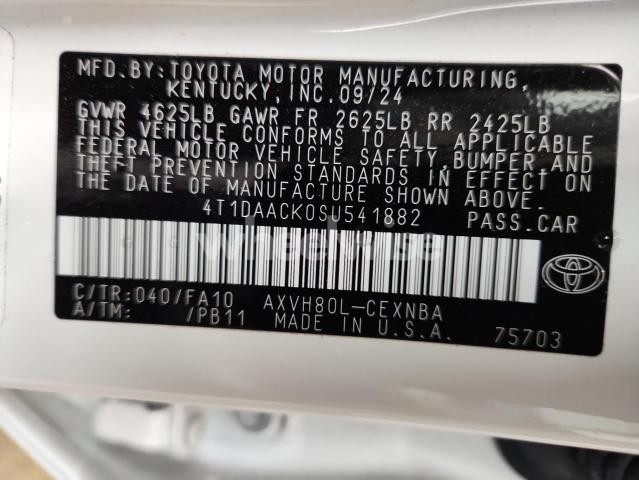 MFD.BY:TOYOTA MOTOR MANUFACTURING,
KENTUCKY,INC.09/24
GVWR 4625LB GAWR FR 2625LB RR 2425LB
THIS VEHICLE CONFORMS TO ALL APPLICABLE
FEDERAL MOTOR VEHICLE SAFETY,BUMPER,AND
THEFT PREVENTION STANDARDS IN EFFECT ON
THE DATE OF MANUFACTURE SHOWN ABOVE.
4T1DAACK0SU541882 PASS.CAR
wheelwise
C/TR:040/FA10 AXVH80L-CEXNBA
A/TM: /PB11 MADE IN U.S.A. 75703
TOYOTA